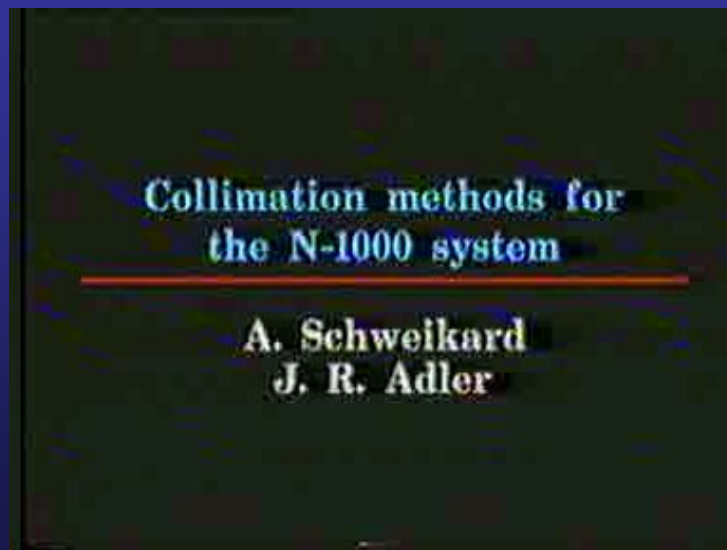 Collimation methods for
the N-1000 system
A. Schweikard
J. R. Adler